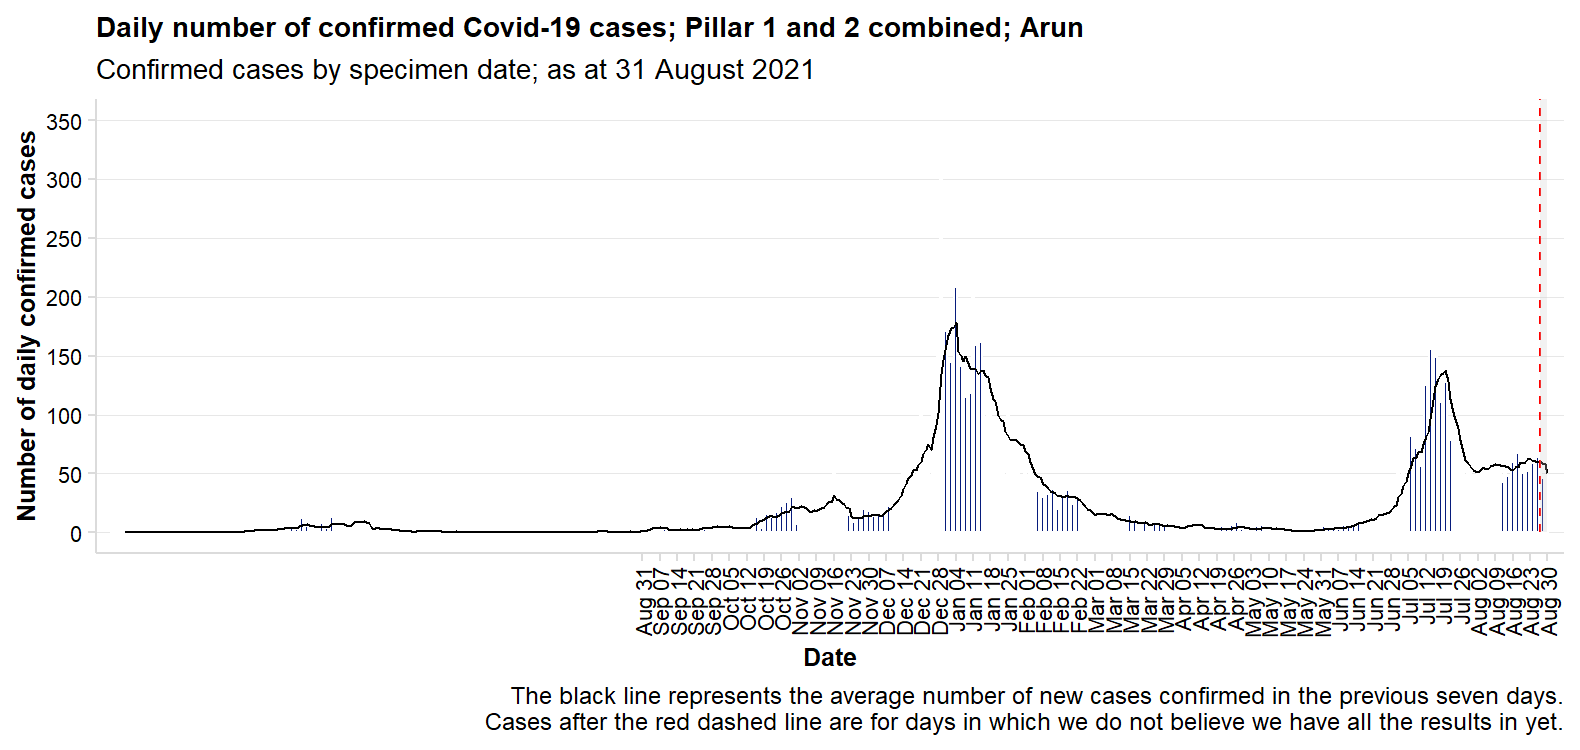 Daily number of confirmed Covid-19 cases; Pillar 1 and 2 combined; Arun
Confirmed cases by specimen date; as at 31 August 2021
Number of daily confirmed cases
350
300
250
200
150
100
50
0
Aug 31
Sep 07
Sep 14
Sep 21
Sep 28
Oct 05
Oct 12
Oct 19
Oct 26
Nov 02
Nov 09
Nov 16
Nov 23
Nov 30
Dec 07
Dec 14
Dec 21
Dec 28
Jan 04
Jan 11
Jan 18
Jan 25
Feb 01
Feb 08
Feb 15
Feb 22
Mar 01
Mar 08
Mar 15
Mar 22
Mar 29
Apr 05
Apr 12
Apr 19
Apr 26
May 03
May 10
May 17
May 24
May 31
Jun 07
Jun 14
Jun 21
Jun 28
Jul 05
Jul 12
Jul 19
Jul 26
Aug 02
Aug 09
Aug 16
Aug 23
Aug 30
Date
The black line represents the average number of new cases confirmed in the previous seven days.
Cases after the red dashed line are for days in which we do not believe we have all the results in yet.